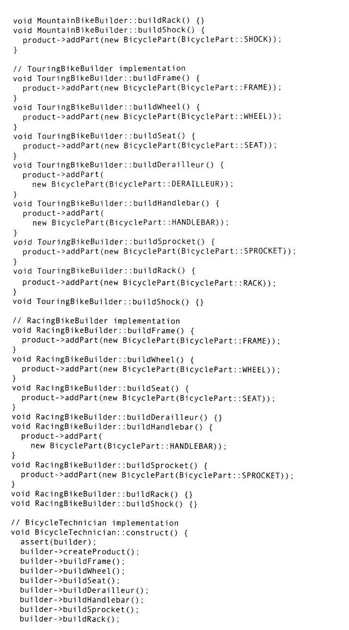 void MountainBikeBuilder::buildRack() {}
void MountainBikeBuilder::buildShock() {
  product->addPart(new BicyclePart(BicyclePart::SHOCK));
}

// TouringBikeBuilder implementation
void TouringBikeBuilder::buildFrame() {
  product->addPart(new BicyclePart(BicyclePart::FRAME));
}
void TouringBikeBuilder::buildWheel() {
  product->addPart(new BicyclePart(BicyclePart::WHEEL));
}
void TouringBikeBuilder::buildSeat() {
  product->addPart(new BicyclePart(BicyclePart::SEAT));
}
void TouringBikeBuilder::buildDerailleur() {
  product->addPart(
    new BicyclePart(BicyclePart::DERAILLEUR));
}
void TouringBikeBuilder::buildHandlebar() {
  product->addPart(
    new BicyclePart(BicyclePart::HANDLEBAR));
}
void TouringBikeBuilder::buildSprocket() {
  product->addPart(new BicyclePart(BicyclePart::SPROCKET));
}
void TouringBikeBuilder::buildRack() {
  product->addPart(new BicyclePart(BicyclePart::RACK));
}
void TouringBikeBuilder::buildShock() {}

// RacingBikeBuilder implementation
void RacingBikeBuilder::buildFrame() {
  product->addPart(new BicyclePart(BicyclePart::FRAME));
}
void RacingBikeBuilder::buildWheel() {
  product->addPart(new BicyclePart(BicyclePart::WHEEL));
}
void RacingBikeBuilder::buildSeat() {
  product->addPart(new BicyclePart(BicyclePart::SEAT));
}
void RacingBikeBuilder::buildDerailleur() {}
void RacingBikeBuilder::buildHandlebar() {
  product->addPart(
    new BicyclePart(BicyclePart::HANDLEBAR));
}
void RacingBikeBuilder::buildSprocket() {
  product->addPart(new BicyclePart(BicyclePart::SPROCKET));
}
void RacingBikeBuilder::buildRack() {}
void RacingBikeBuilder::buildShock() {}

// BicycleTechnician implementation
void BicycleTechnician::construct() {
  assert(builder);
  builder->createProduct();
  builder->buildFrame();
  builder->buildWheel();
  builder->buildSeat();
  builder->buildDerailleur();
  builder->buildHandlebar();
  builder->buildSprocket();
  builder->buildRack();